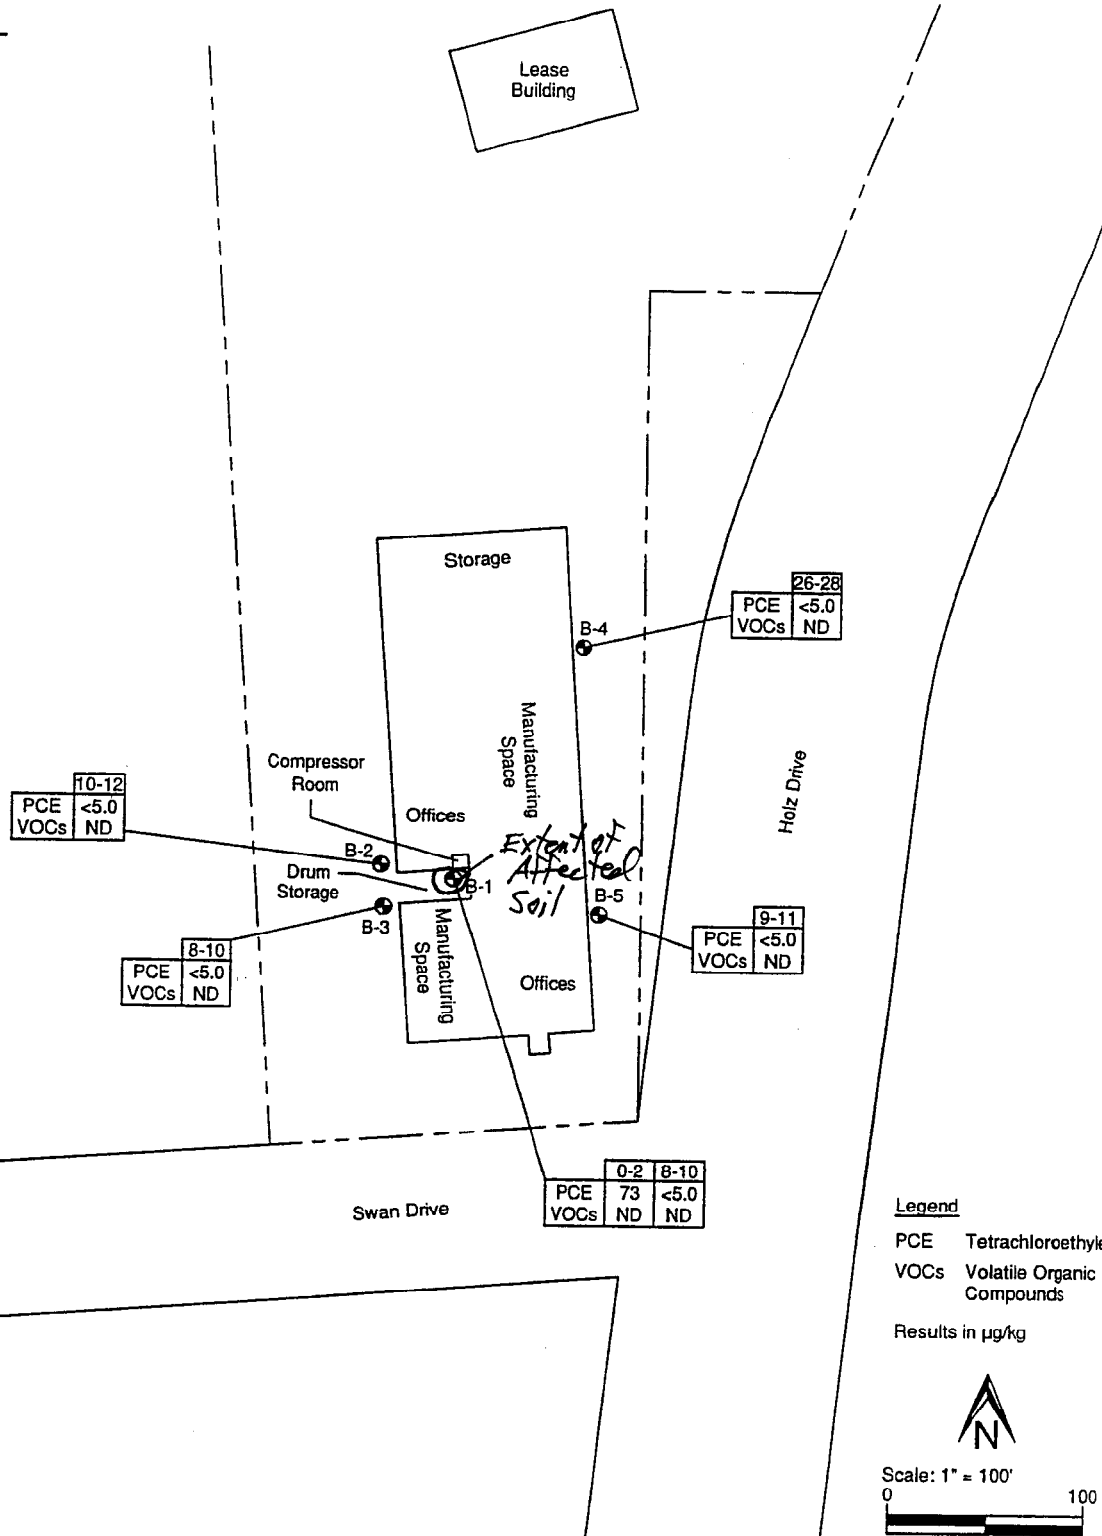 Lease
Building
Storage
26-28
PCE <5.0
VOCs ND
B-4
Manufacturing
Space
Compressor
Room
Holz Drive
10-12
PCE <5.0
VOCs ND
Offices
Extent of
Affected
Soil
B-2
Drum
Storage
B-1
B-5
B-3
9-11
PCE <5.0
VOCs ND
8-10
PCE <5.0
VOCs ND
Manufacturing
Space
Offices
0-2 8-10
PCE 73 <5.0
VOCs ND ND
Swan Drive
Legend
PCE Tetrachloroethyle
VOCs Volatile Organic
Compounds
Results in µg/kg
N
Scale: 1" = 100'
0 100